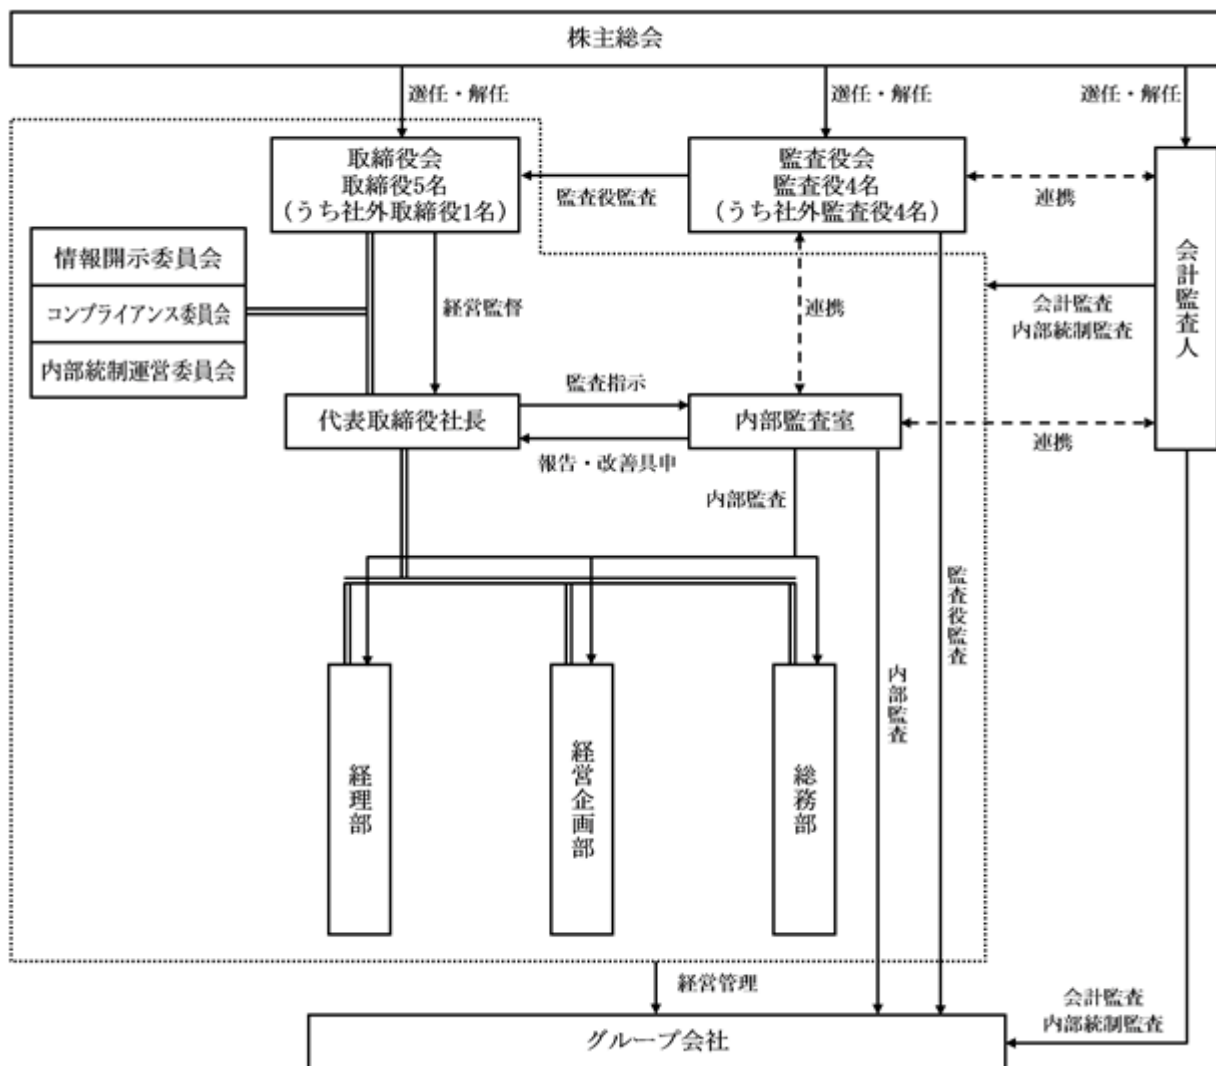 株主総会
選任・解任
選任・解任
選任・解任
取締役会
取締役5名
（うち社外取締役1名）
監査役監査
監査役会
監査役4名
（うち社外監査役4名）
連携
会計監査人
情報開示委員会
コンプライアンス委員会
内部統制運営委員会
経営監督
連携
会計監査
内部統制監査
代表取締役社長
監査指示
報告・改善具申
内部監査室
連携
内部監査
監査役監査
内部監査
経理部
経営企画部
総務部
経営管理
会計監査
内部統制監査
グループ会社